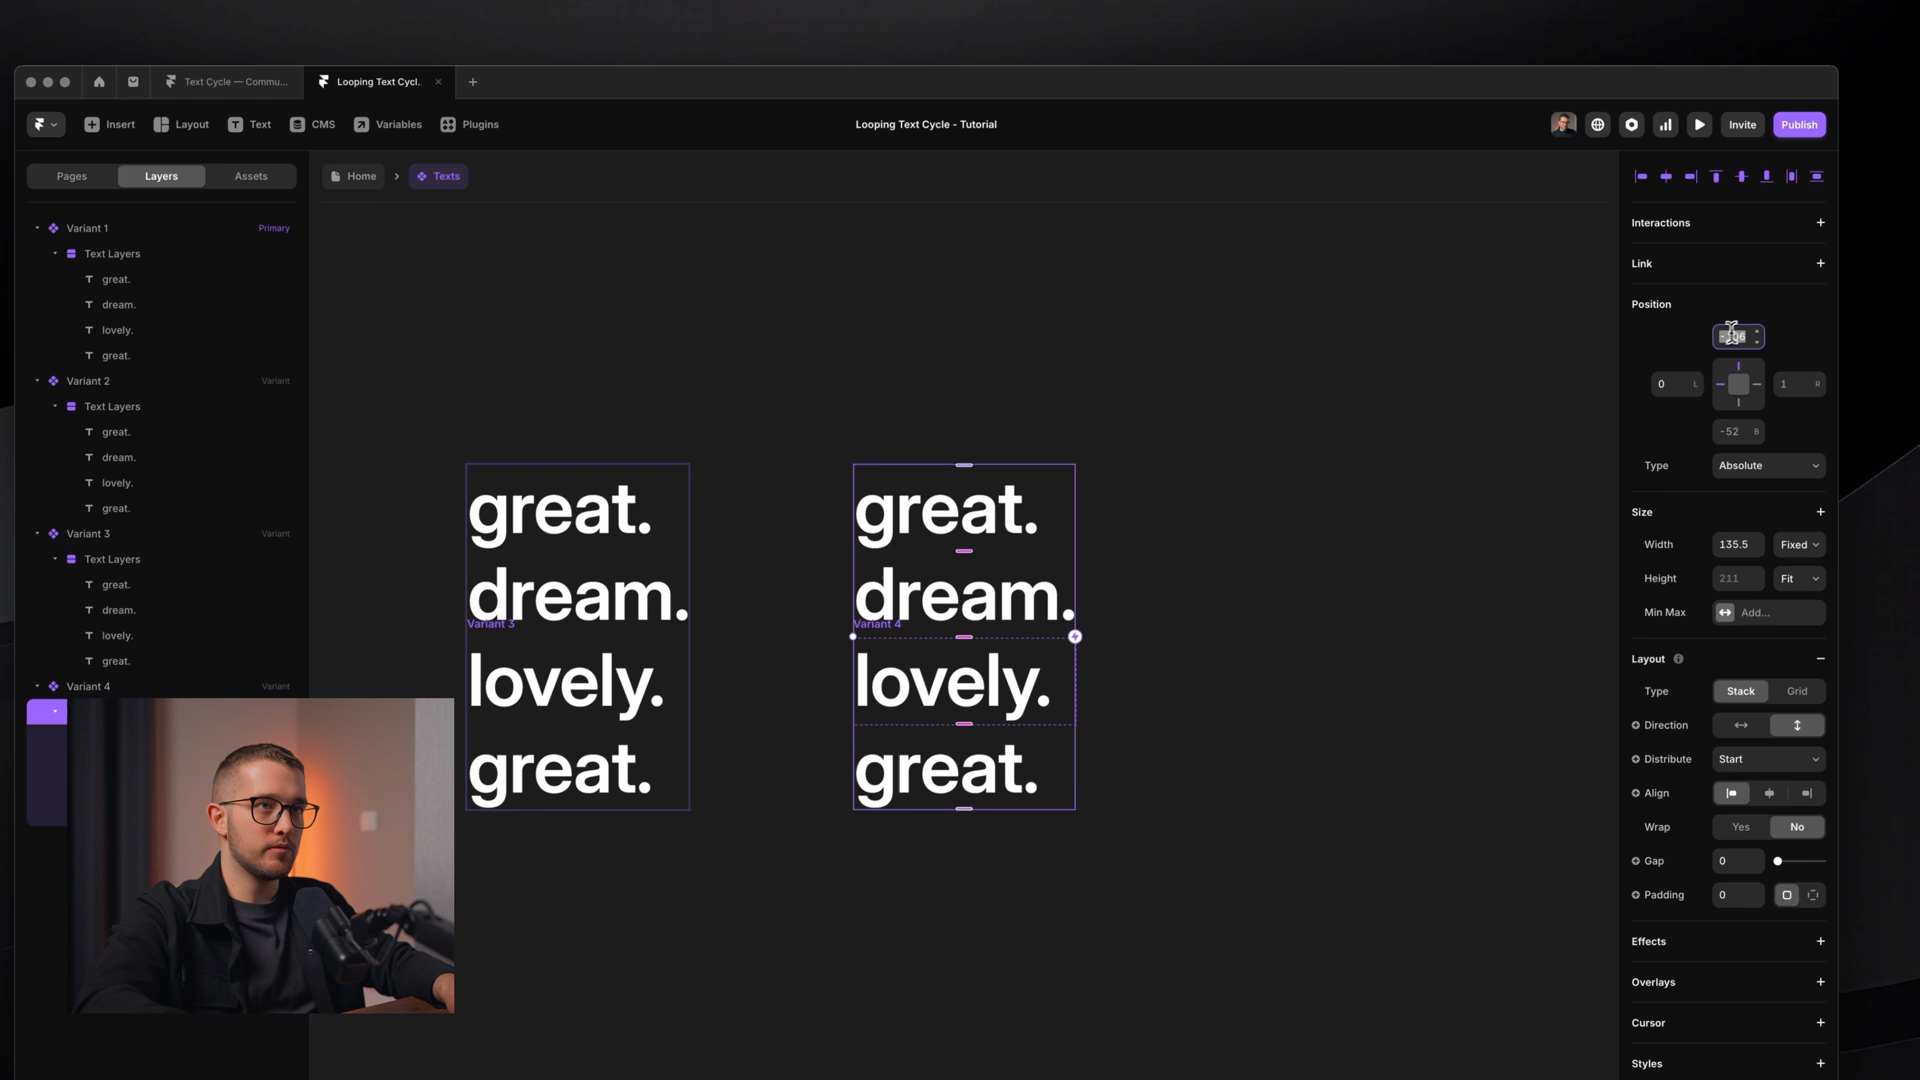 Text Cycle — Commu...
Looping Text Cycl.
Insert
Layout
Text
CMS
Variables
Plugins
Looping Text Cycle - Tutorial
Invite
Publish
Pages
Layers
Assets
Home
Texts
Variant 1
Primary
Text Layers
great.
dream.
lovely.
great.
Variant 2
Variant
Text Layers
great.
dream.
lovely.
great.
Variant 3
Variant
Text Layers
great.
dream.
lovely.
great.
Variant 4
Variant
great.
dream.
Variant 3
lovely.
great.
great.
dream.
Variant 4
lovely.
great.
Interactions
Link
Position
0 L
1 R
-52 B
Type
Absolute
Size
Width
135.5
Fixed
Height
211
Fit
Min Max
Add...
Layout
Type
Stack
Grid
Direction
Distribute
Start
Align
Wrap
Yes
No
Gap
0
Padding
0
Effects
Overlays
Cursor
Styles